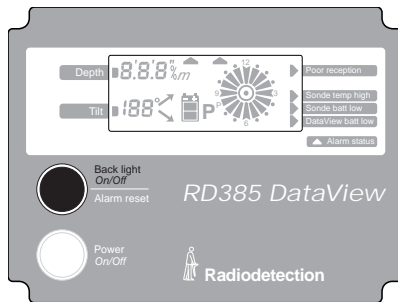 Depth 8.8.8" %m 12 Poor reception
9 3 Sonde temp high
Tilt 188° P P Sonde batt low
6 DataView batt low
Alarm status
Back light
On/Off
Alarm reset
RD385 DataView
Power
On/Off
Radiodetection